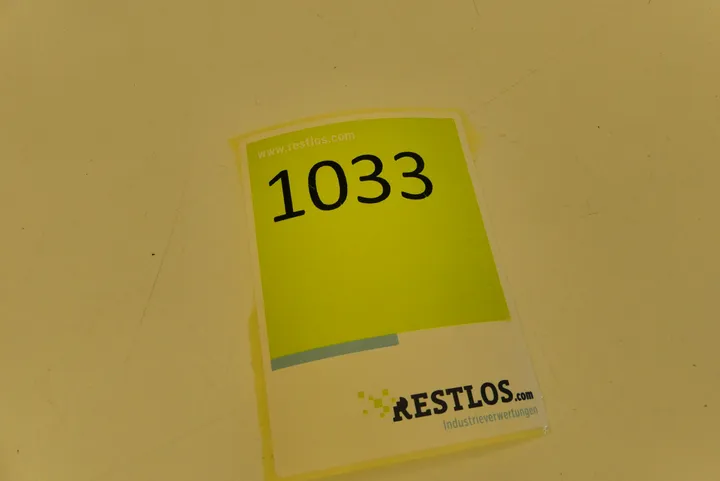 www.restlos.com
1033
RESTLOS.com
Industrieverwertungen